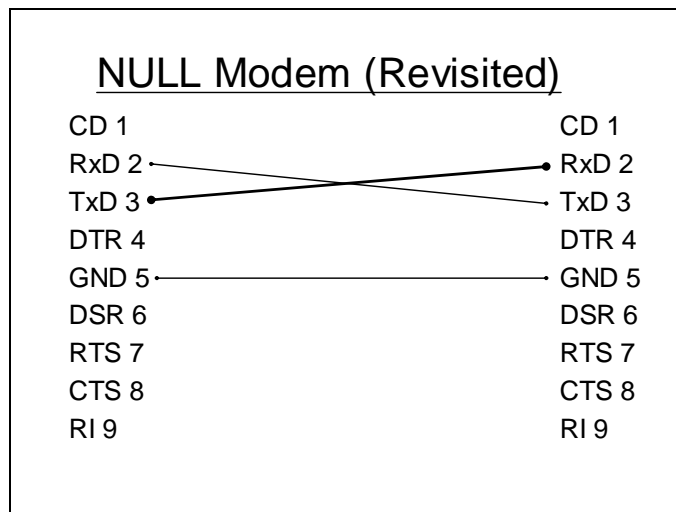 NULL Modem (Revisited)
CD 1 CD 1
RxD 2 RxD 2
TxD 3 TxD 3
DTR 4 DTR 4
GND 5 GND 5
DSR 6 DSR 6
RTS 7 RTS 7
CTS 8 CTS 8
RI 9 RI 9